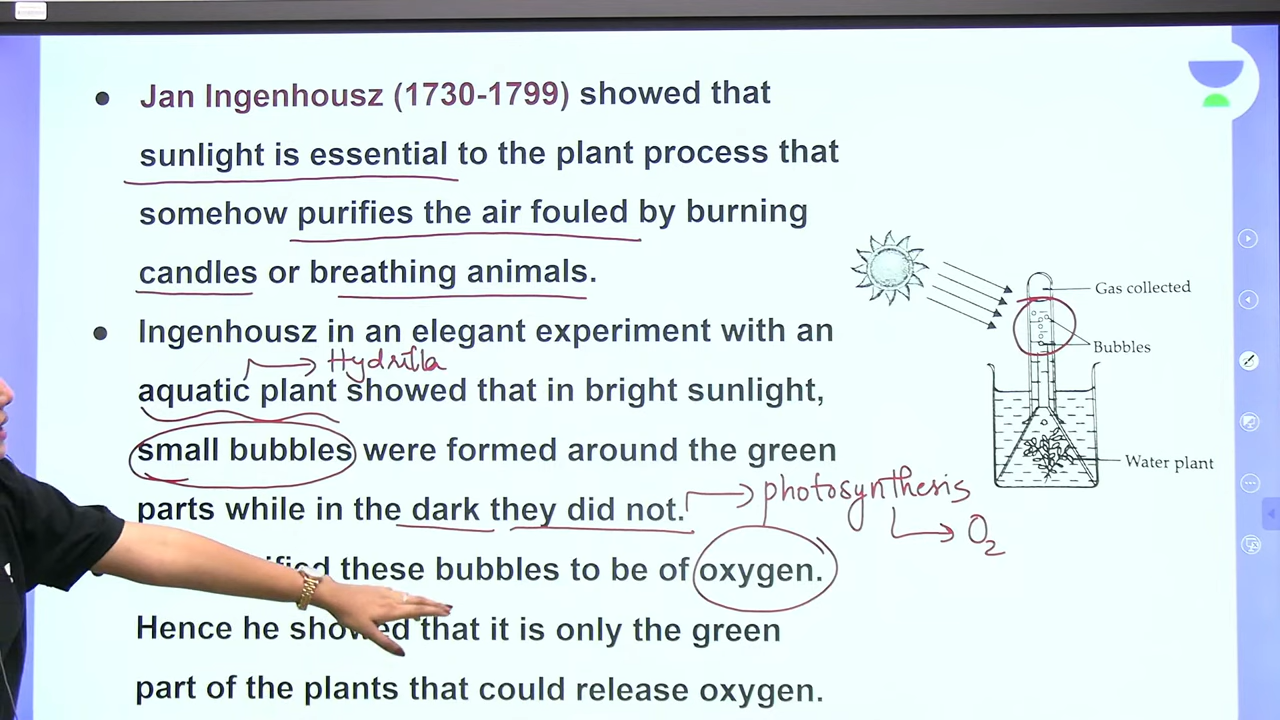 Jan Ingenhousz (1730-1799) showed that
sunlight is essential to the plant process that
somehow purifies the air fouled by burning
candles or breathing animals.
Ingenhousz in an elegant experiment with an
Hydrilla
aquatic plant showed that in bright sunlight,
small bubbles were formed around the green
parts while in the dark they did not.
photosynthesis
O2
these bubbles to be of oxygen.
Hence he showed that it is only the green
part of the plants that could release oxygen.
Gas collected
Bubbles
Water plant